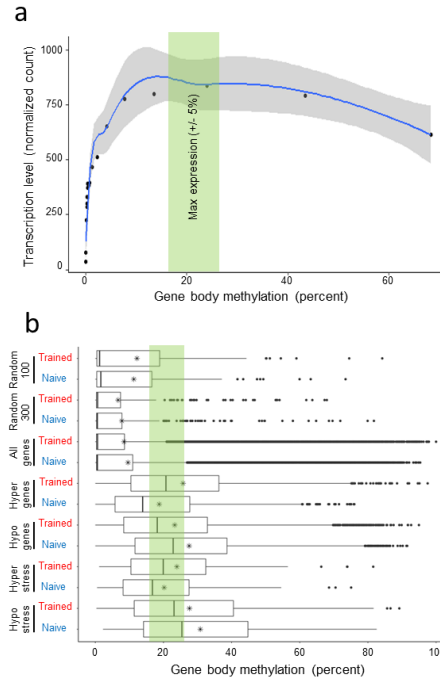 a
Transcription level (normalized count)
1000
750
500
250
0
Max expression (+/- 5%)
0
20
40
60
Gene body methylation (percent)
b
Random 100
Trained
Naive
Random 300
Trained
Naive
All genes
Trained
Naive
Hyper genes
Trained
Naive
Hypo genes
Trained
Naive
Hyper stress
Trained
Naive
Hypo stress
Trained
Naive
0
20
40
60
80
100
Gene body methylation (percent)